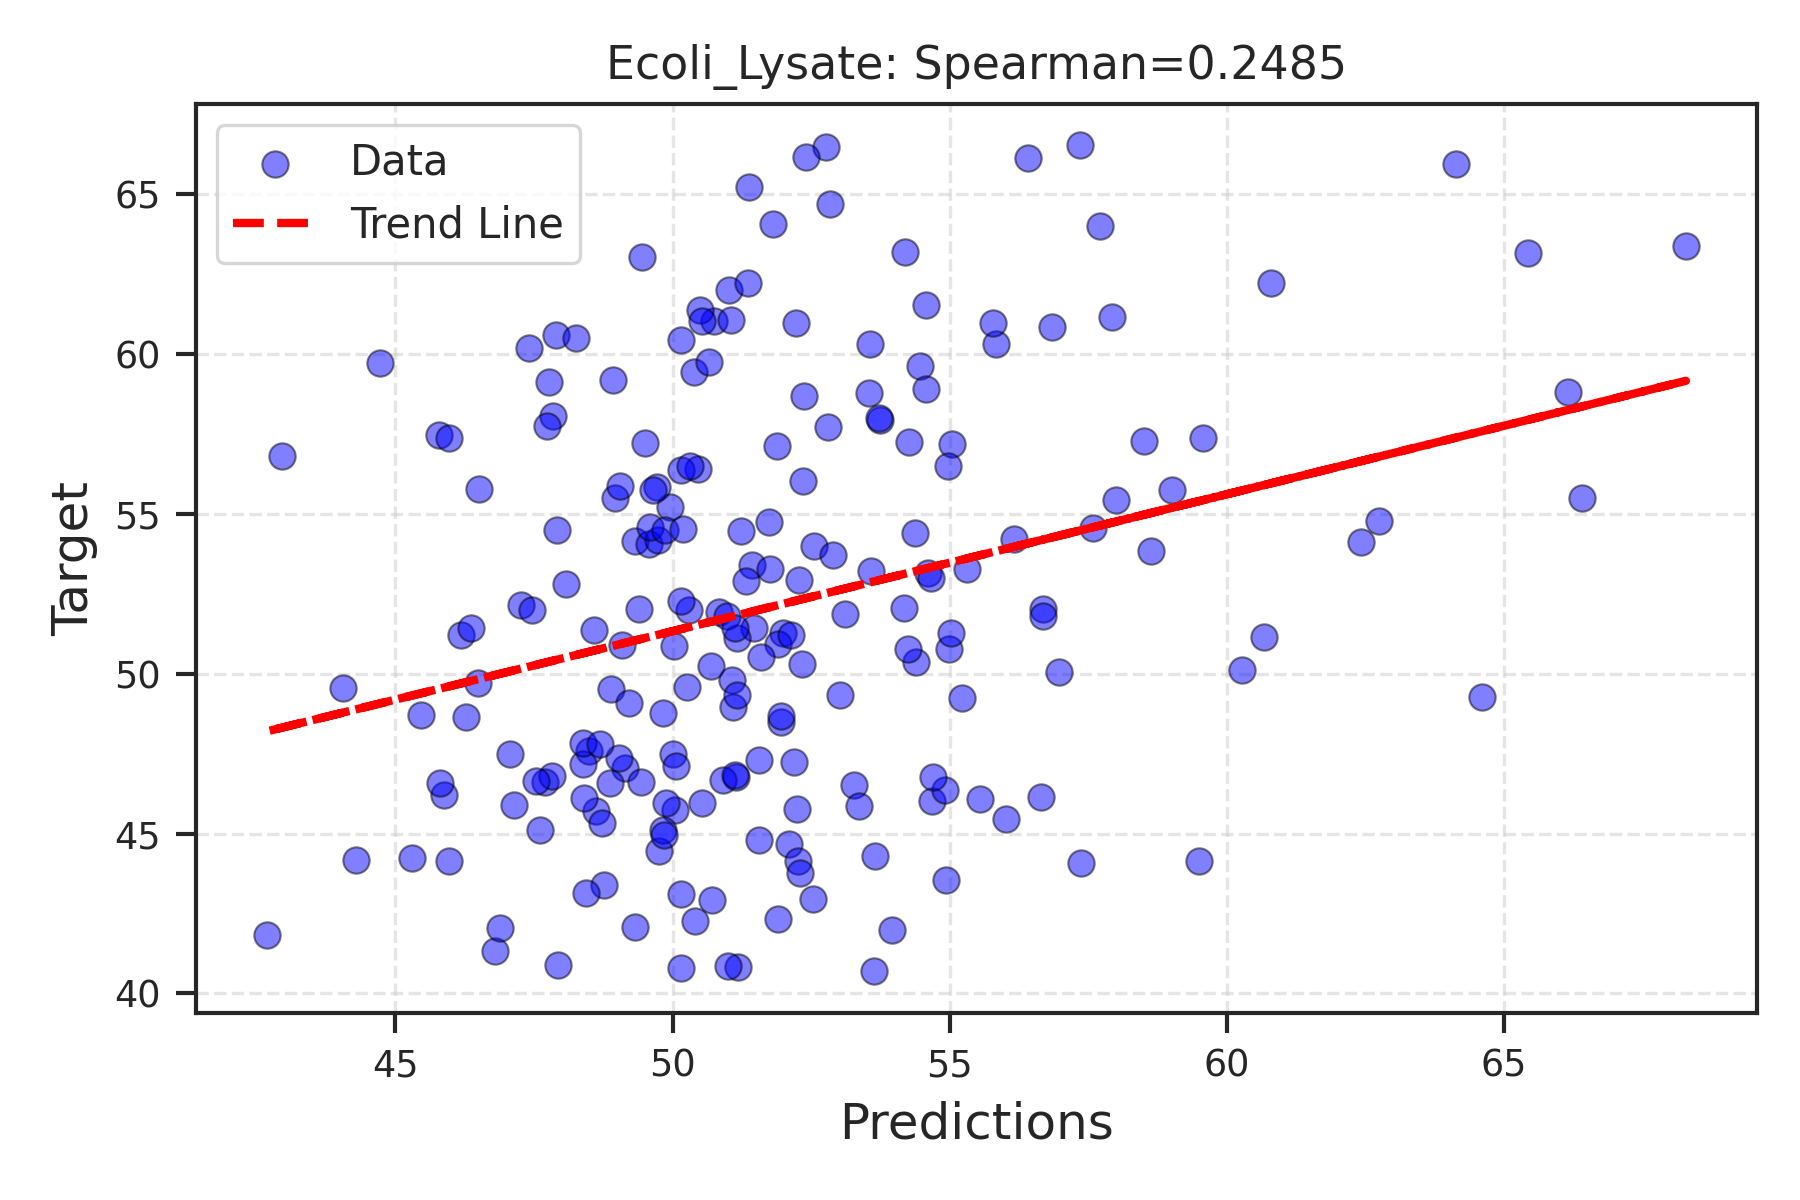 Ecoli_Lysate: Spearman=0.2485
Data
Trend Line
65
60
55
50
45
40
Target
45 50 55 60 65
Predictions